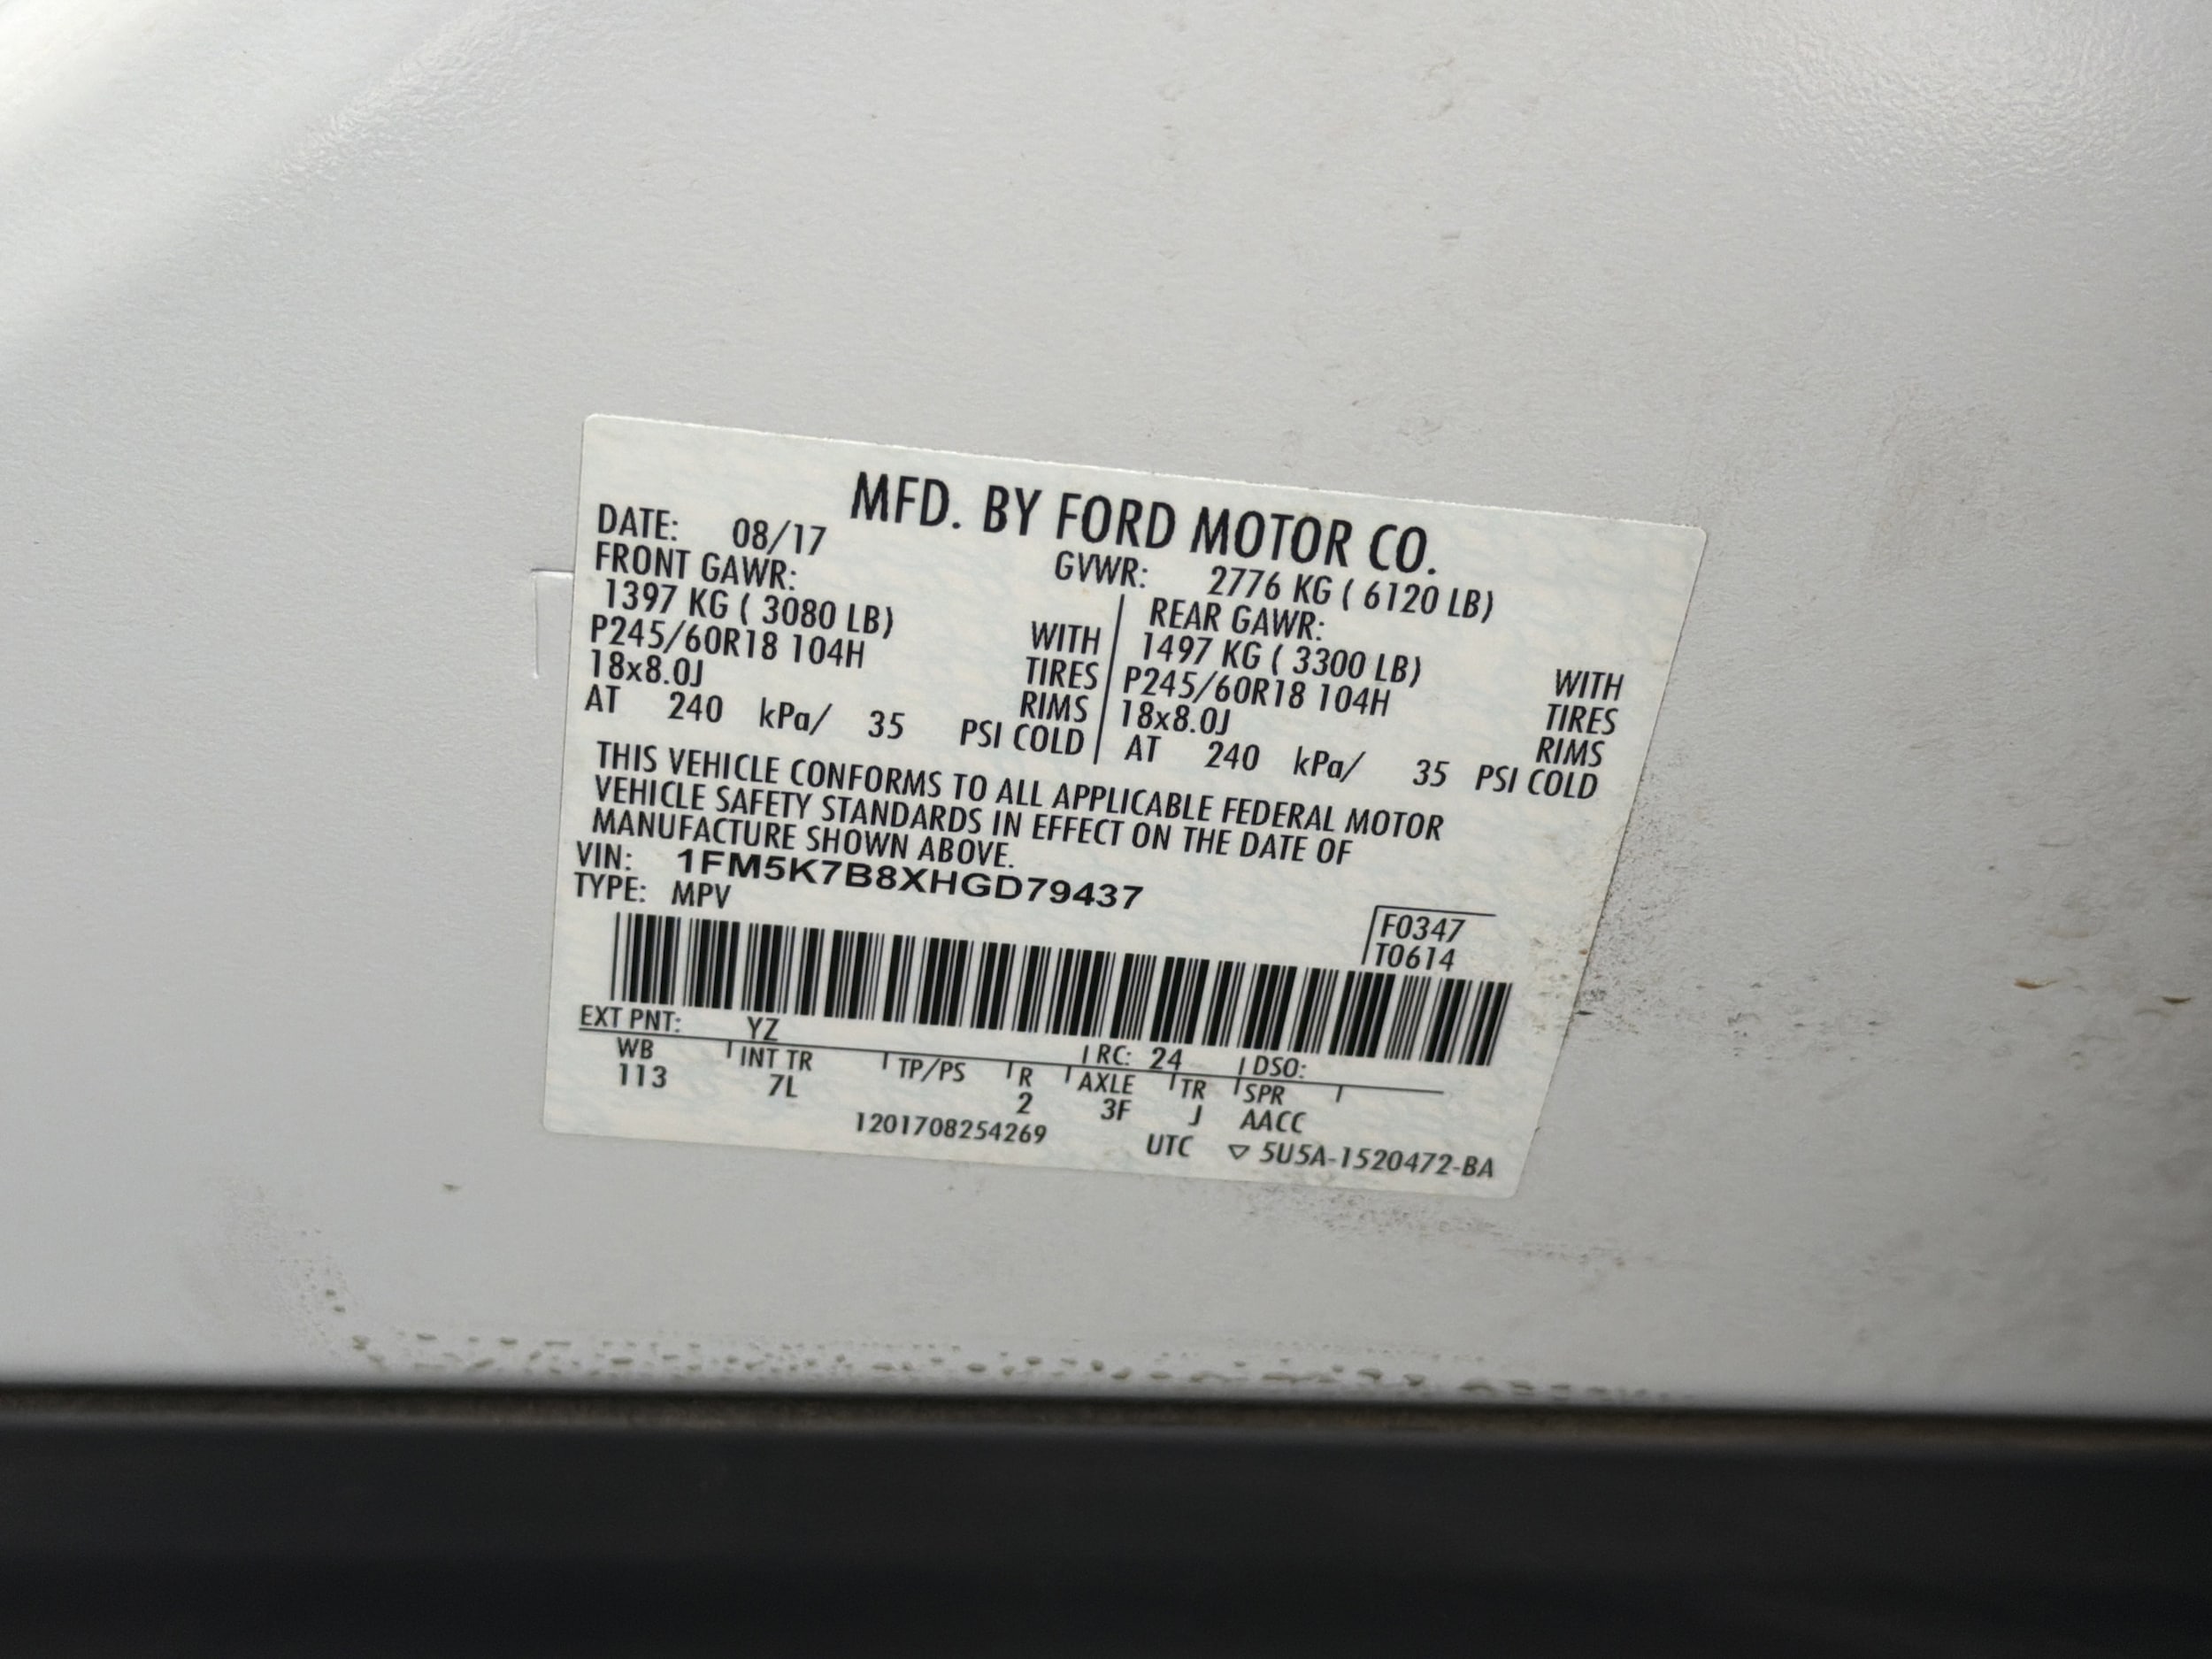 MFD. BY FORD MOTOR CO.
DATE: 08/17 GVWR: 2776 KG ( 6120 LB)
FRONT GAWR: REAR GAWR:
1397 KG ( 3080 LB) WITH 1497 KG ( 3300 LB) WITH
P245/60R18 104H TIRES P245/60R18 104H TIRES
18x8.0J RIMS 18x8.0J RIMS
AT 240 kPa/ 35 PSI COLD AT 240 kPa/ 35 PSI COLD
THIS VEHICLE CONFORMS TO ALL APPLICABLE FEDERAL MOTOR
VEHICLE SAFETY STANDARDS IN EFFECT ON THE DATE OF
MANUFACTURE SHOWN ABOVE.
VIN: 1FM5K7B8XHGD79437
TYPE: MPV
F0347
T0614
EXT PNT: YZ RC: 24 DSO:
WB INT TR TP/PS R AXLE TR SPR
113 7L 2 3F J AACC
1201708254269 UTC ▽ 5U5A-1520472-BA